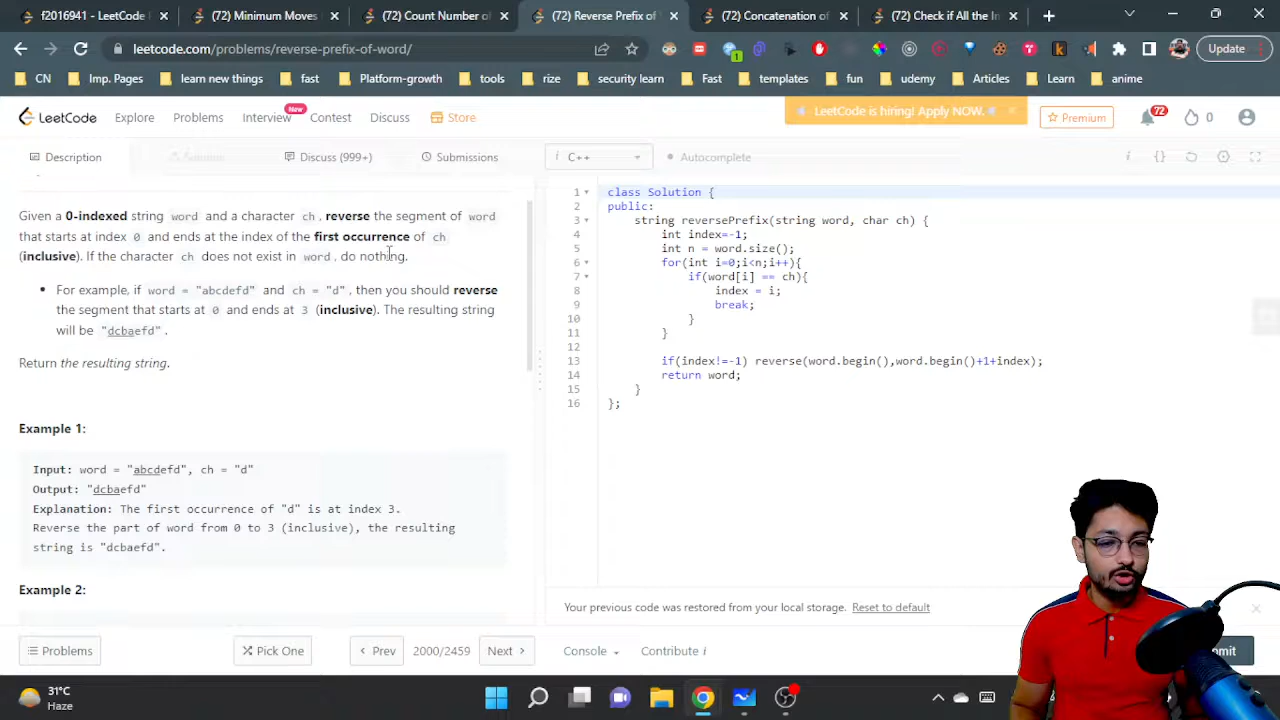 f2016941 - LeetCode
(72) Minimum Moves
(72) Count Number of
(72) Reverse Prefix of
(72) Concatenation of
(72) Check if All the In
leetcode.com/problems/reverse-prefix-of-word/
1
Update
CN
Imp. Pages
learn new things
fast
Platform-growth
tools
rise
security learn
Fast
templates
fun
udemy
Articles
Learn
anime
LeetCode
Explore
Problems
Interview
New
Contest
Discuss
Store
LeetCode is hiring! Apply NOW.
Premium
72
0
Description
Discuss (999+)
Submissions
i C++
Autocomplete
Given a 0-indexed string word and a character ch, reverse the segment of word
that starts at index 0 and ends at the index of the first occurrence of ch
(inclusive). If the character ch does not exist in word, do nothing.
• For example, if word = "abcdefd" and ch = "d", then you should reverse
the segment that starts at 0 and ends at 3 (inclusive). The resulting string
will be "dcbaefd".
Return the resulting string.
Example 1:
Input: word = "abcdefd", ch = "d"
Output: "dcbaefd"
Explanation: The first occurrence of "d" is at index 3.
Reverse the part of word from 0 to 3 (inclusive), the resulting
string is "dcbaefd".
Example 2:
1 class Solution {
2 public:
3 string reversePrefix(string word, char ch) {
4 int index=-1;
5 int n = word.size();
6 for(int i=0;i<n;i++){
7 if(word[i] == ch){
8 index = i;
9 break;
10 }
11 }
12
13 if(index!=-1) reverse(word.begin(),word.begin()+1+index);
14 return word;
15 }
16 };
Your previous code was restored from your local storage. Reset to default
Problems
Pick One
Prev
2000/2459
Next
Console
Contribute i
31°C
Haze